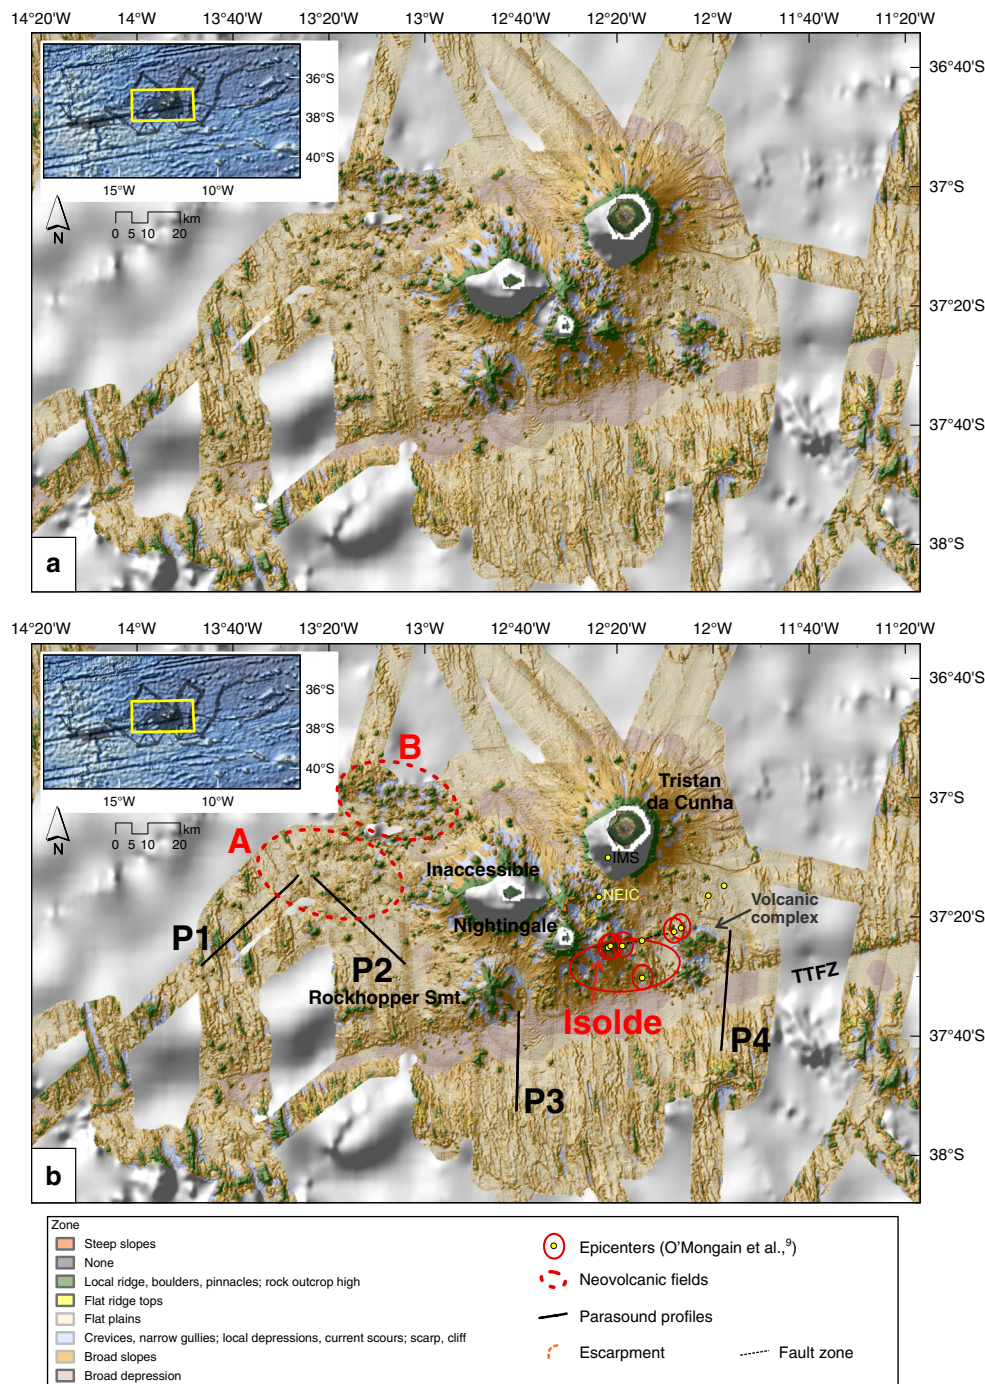 14°20'W 14°W 13°40'W 13°20'W 13°W 12°40'W 12°20'W 12°W 11°40'W 11°20'W
36°S
38°S
40°S
15°W 10°W
N
0 5 10 20 km
36°40'S
37°S
37°20'S
37°40'S
38°S
a
14°20'W 14°W 13°40'W 13°20'W 13°W 12°40'W 12°20'W 12°W 11°40'W 11°20'W
36°S
38°S
40°S
15°W 10°W
N
0 5 10 20 km
36°40'S
37°S
37°20'S
37°40'S
38°S
B
A
Tristan
da Cunha
IMS
Inaccessible
NEIC
Nightingale
Volcanic
complex
P1
P2
Rockhopper Smt.
TTFZ
Isolde
P4
P3
b
Zone
Steep slopes
None
Local ridge, boulders, pinnacles; rock outcrop high
Flat ridge tops
Flat plains
Crevices, narrow gullies; local depressions, current scours; scarp, cliff
Broad slopes
Broad depression
Epicenters (O'Mongain et al.,9)
Neovolcanic fields
Parasound profiles
Escarpment
Fault zone